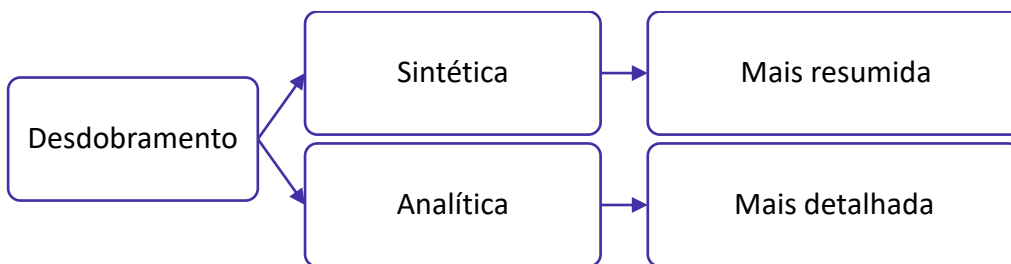 Desdobramento
Sintética
Mais resumida
Analítica
Mais detalhada